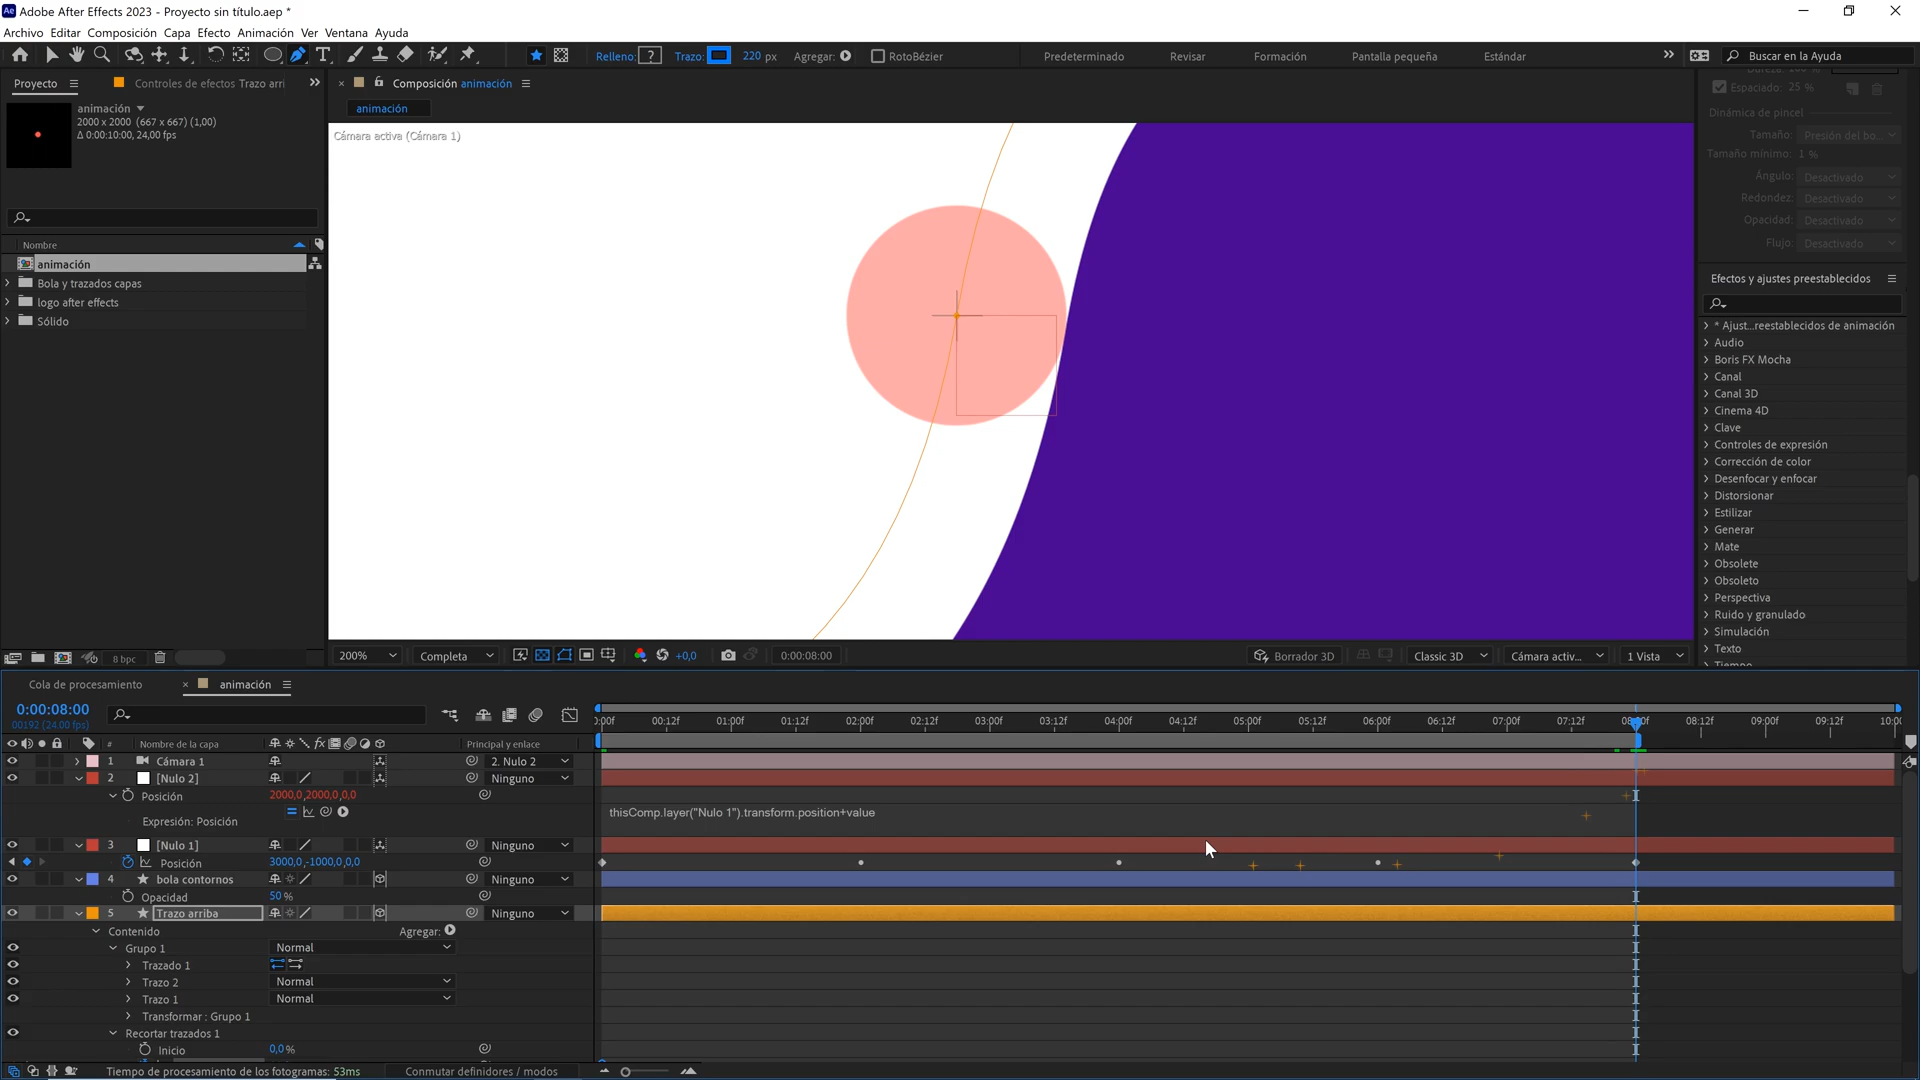 Adobe After Effects 2023 - Proyecto sin título.aep *
Archivo Editar Composición Capa Efecto Animación Ver Ventana Ayuda
Relleno: ? Trazo: 220 px Agregar: RotoBézier Predeterminado Revisar Formación Pantalla pequeña Estándar Buscar en la Ayuda
Proyecto Controles de efectos Trazo arri
Composición animación
animación
animación
2000 x 2000 (667 x 667) (1,00)
Δ 0:00:10:00, 24,00 fps
Cámara activa (Cámara 1)
Nombre
animación
Bola y trazados capas
logo after effects
Sólido
8 bpc
200% Completa +0,0 0:00:08:00 Borrador 3D Classic 3D Cámara activ... 1 Vista
Espaciado: 25 %
Dinámica de pincel
Tamaño: Presión del bo...
Tamaño mínimo: 1 %
Ángulo: Desactivado
Redondez: Desactivado
Opacidad: Desactivado
Flujo: Desactivado
Efectos y ajustes preestablecidos
* Ajust...reestablecidos de animación
Audio
Boris FX Mocha
Canal
Canal 3D
Cinema 4D
Clave
Controles de expresión
Corrección de color
Desenfocar y enfocar
Distorsionar
Estilizar
Generar
Mate
Obsolete
Obsoleto
Perspectiva
Ruido y granulado
Simulación
Texto
Tiempo
Cola de procesamiento animación
0:00:08:00
00192 (24.00 fps)
0:00f 00:12f 01:00f 01:12f 02:00f 02:12f 03:00f 03:12f 04:00f 04:12f 05:00f 05:12f 06:00f 06:12f 07:00f 07:12f 08:00f 08:12f 09:00f 09:12f 10:00
# Nombre de la capa Principal y enlace
1 Cámara 1 2. Nulo 2
2 [Nulo 2] Ninguno
Posición 2000,0,2000,0,0,0
Expresión: Posición
thisComp.layer("Nulo 1").transform.position+value
3 [Nulo 1] Ninguno
Posición 3000,0,-1000,0,0,0
4 bola contornos Ninguno
Opacidad 50 %
5 Trazo arriba Ninguno
Contenido Agregar:
Grupo 1 Normal
Trazado 1
Trazo 2 Normal
Trazo 1 Normal
Transformar : Grupo 1
Recortar trazados 1
Inicio 0,0 %
Tiempo de procesamiento de los fotogramas: 53ms Conmutar definidores / modos